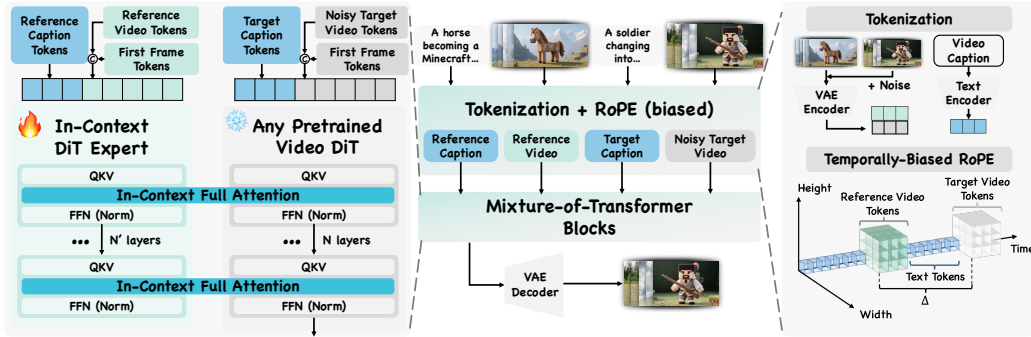 Reference
Caption
Tokens
Reference
Video Tokens
First Frame
Tokens
C
Target
Caption
Tokens
Noisy Target
Video Tokens
First Frame
Tokens
C
In-Context
DiT Expert
QKV
In-Context Full Attention
FFN (Norm)
... N' layers
QKV
In-Context Full Attention
FFN (Norm)
Any Pretrained
Video DiT
QKV
FFN (Norm)
... N layers
QKV
FFN (Norm)
A horse
becoming a
Minecraft...
A soldier
changing
into...
Tokenization + RoPE (biased)
Reference
Caption
Reference
Video
Target
Caption
Noisy Target
Video
Mixture-of-Transformer
Blocks
VAE
Decoder
Tokenization
Video
Caption
+ Noise
VAE
Encoder
Text
Encoder
Temporally-Biased RoPE
Height
Reference Video
Tokens
Target Video
Tokens
Time
Text Tokens
Δ
Width